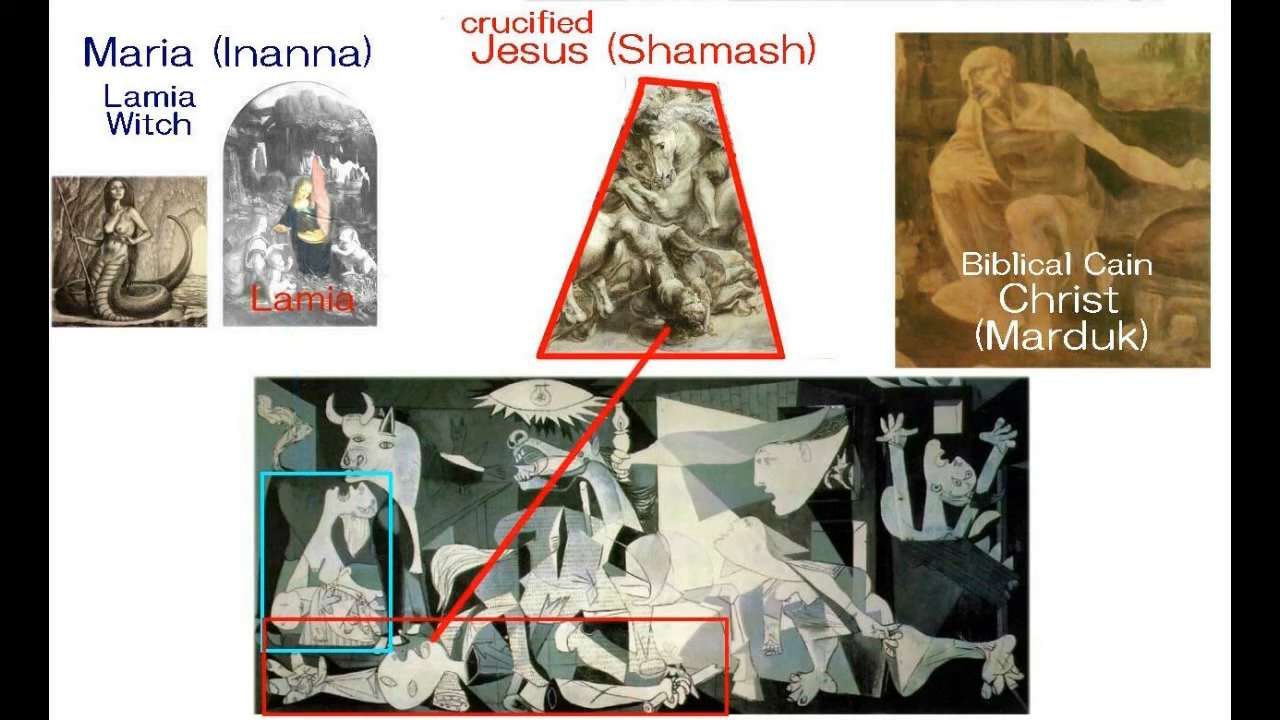 Maria (Inanna)
Lamia
Witch
Lamia
crucified
Jesus (Shamash)
Biblical Cain
Christ
(Marduk)